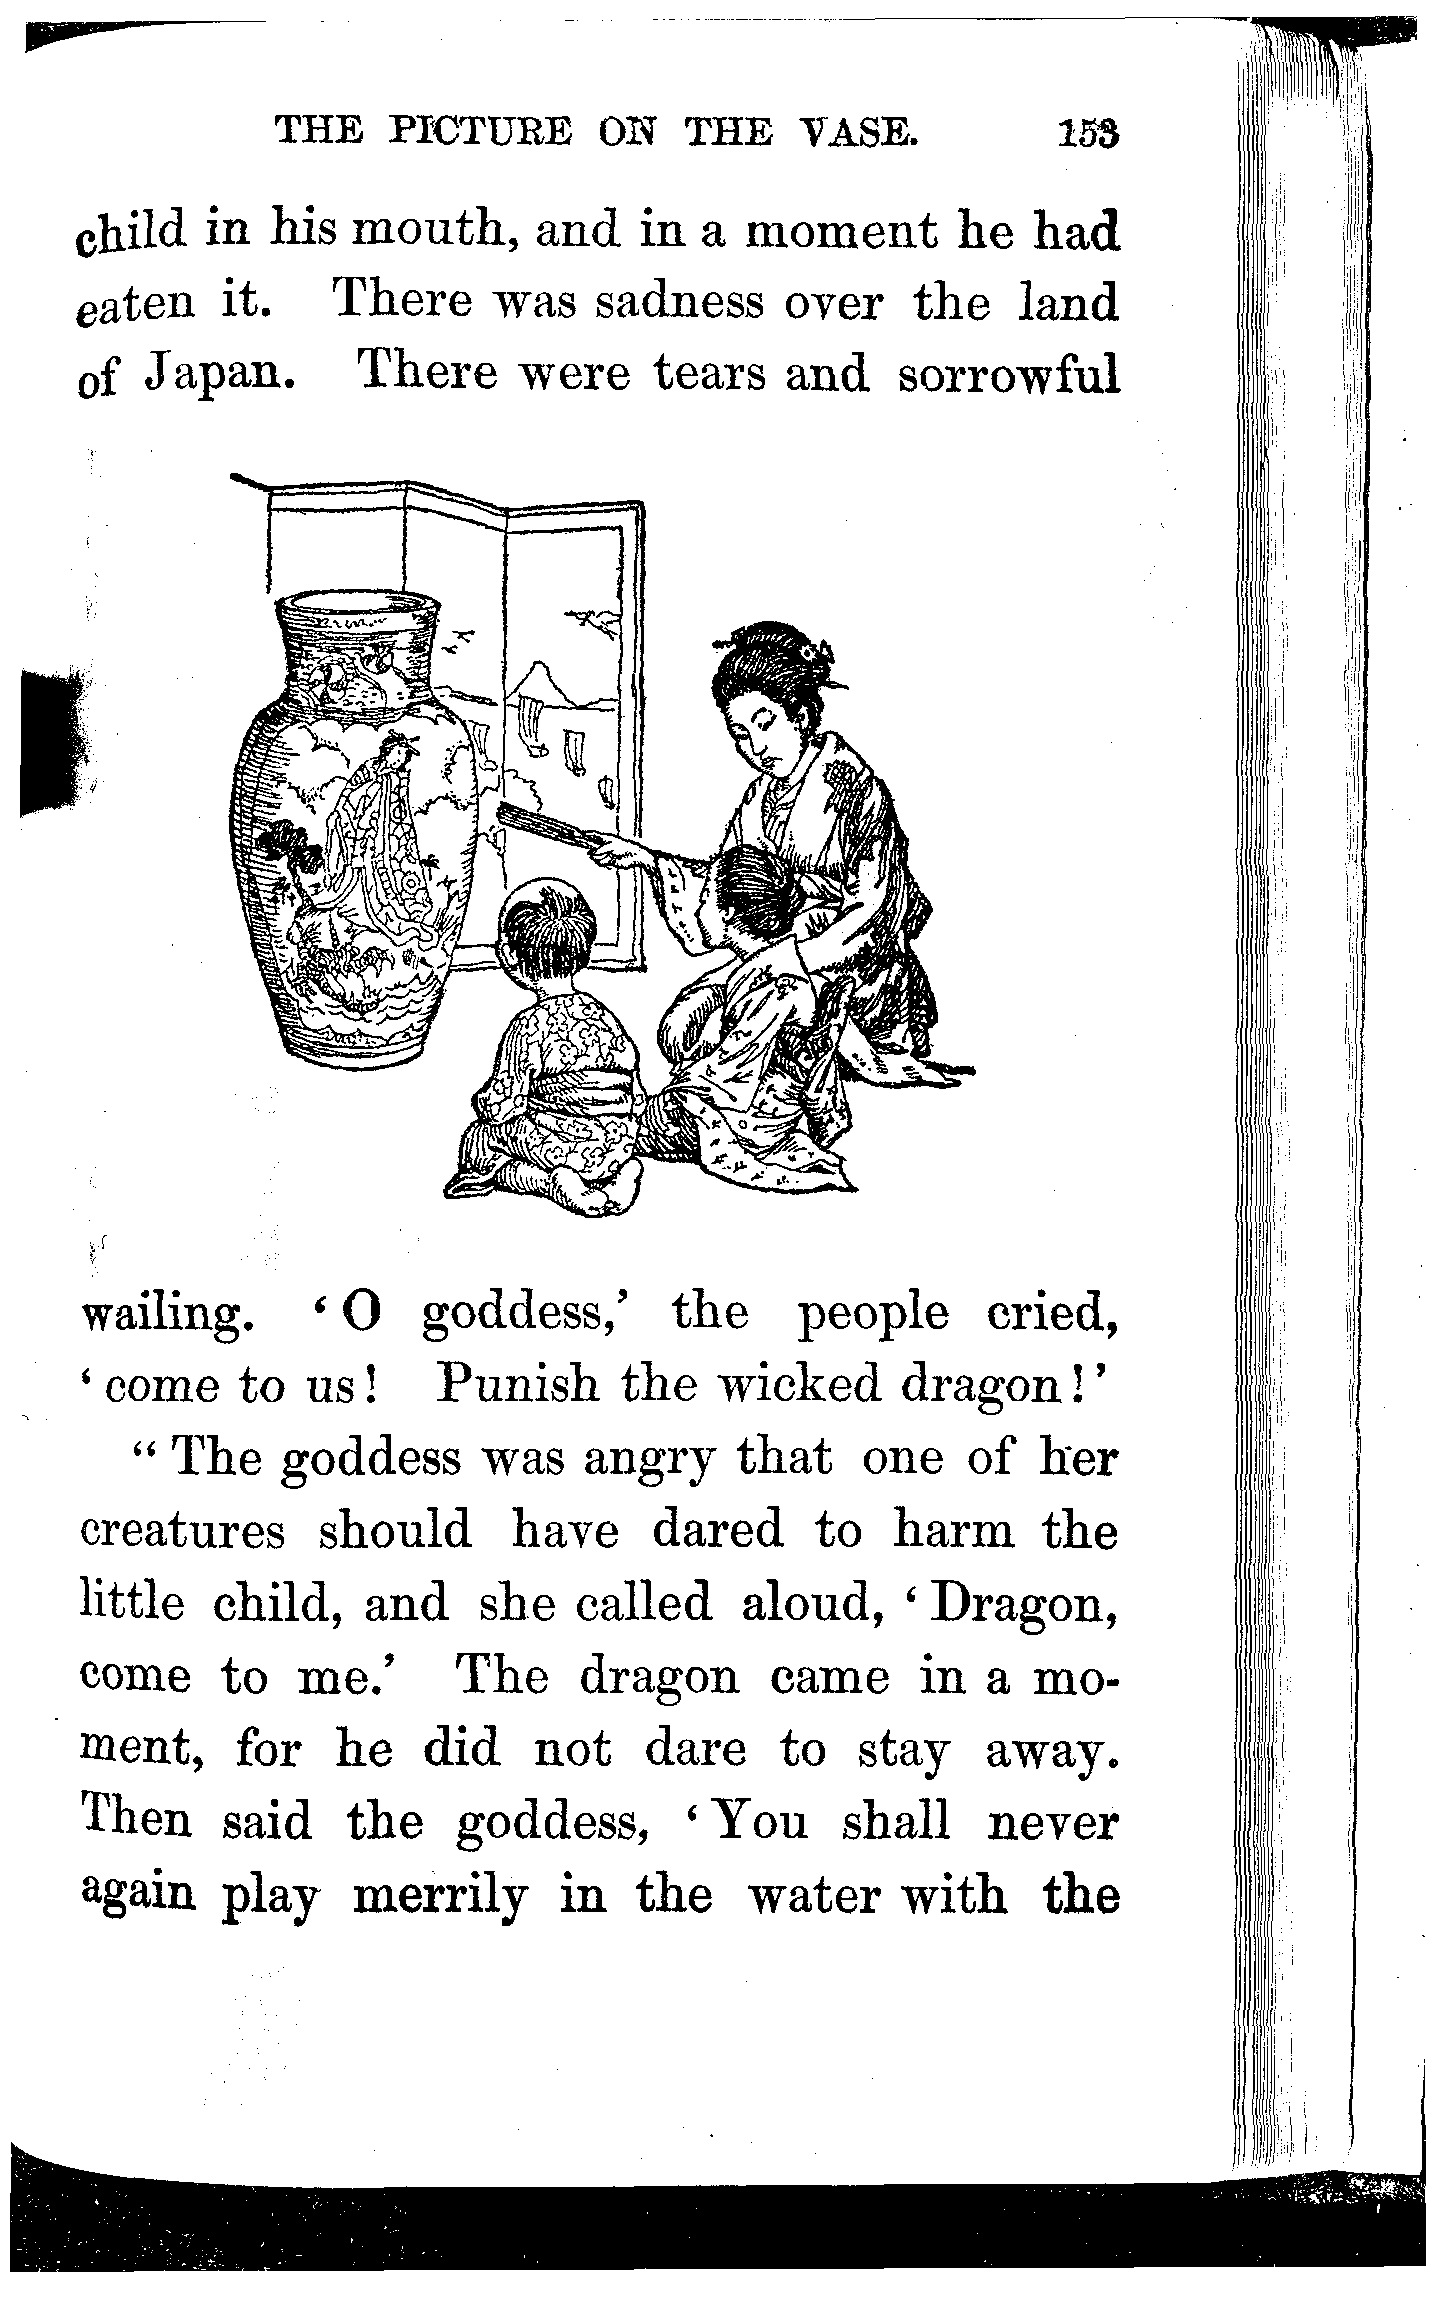 THE PICTURE ON THE VASE. 153
child in his mouth, and in a moment he had
eaten it. There was sadness over the land
of Japan. There were tears and sorrowful
wailing. ‘O goddess,’ the people cried,
‘come to us! Punish the wicked dragon!’
“The goddess was angry that one of her
creatures should have dared to harm the
little child, and she called aloud, ‘Dragon,
come to me.’ The dragon came in a mo-
ment, for he did not dare to stay away.
Then said the goddess, ‘You shall never
again play merrily in the water with the